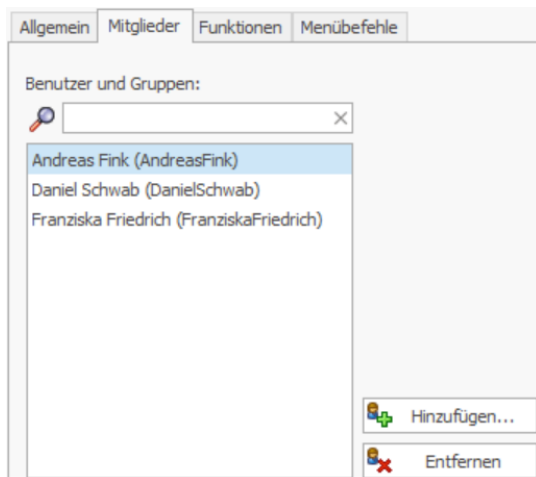 Allgemein Mitglieder Funktionen Menübefehle
Benutzer und Gruppen:
Andreas Fink (AndreasFink)
Daniel Schwab (DanielSchwab)
Franziska Friedrich (FranziskaFriedrich)
Hinzufügen...
Entfernen